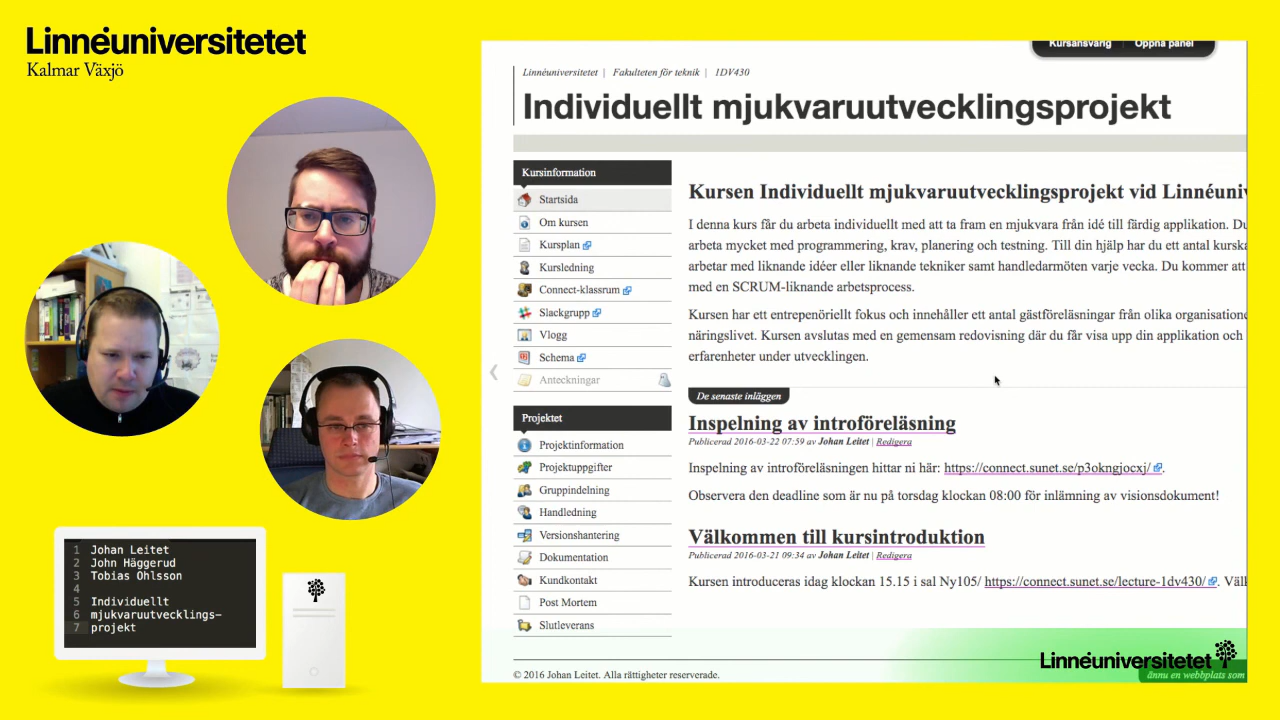 Linnéuniversitetet
Kalmar Växjö
1 Johan Leitet
2 John Häggerud
3 Tobias Ohlsson
4
5 Individuellt
6 mjukvaruutvecklings-
7 projekt
Kursansvarig Öppna panel
Linnéuniversitetet | Fakulteten för teknik | 1DV430
Individuellt mjukvaruutvecklingsprojekt
Kursinformation
Startsida
Om kursen
Kursplan
Kursledning
Connect-klassrum
Slackgrupp
Vlogg
Schema
Anteckningar
Projektet
Projektinformation
Projektuppgifter
Gruppindelning
Handledning
Versionshantering
Dokumentation
Kundkontakt
Post Mortem
Slutleverans
Kursen Individuellt mjukvaruutvecklingsprojekt vid Linnéuniv
I denna kurs får du arbeta individuellt med att ta fram en mjukvara från idé till färdig applikation. Du
arbeta mycket med programmering, krav, planering och testning. Till din hjälp har du ett antal kurska
arbetar med liknande idéer eller liknande tekniker samt handledarmöten varje vecka. Du kommer att
med en SCRUM-liknande arbetsprocess.
Kursen har ett entrepenöriellt fokus och innehåller ett antal gästföreläsningar från olika organisatione
näringslivet. Kursen avslutas med en gemensam redovisning där du får visa upp din applikation och
erfarenheter under utvecklingen.
De senaste inläggen
Inspelning av introföreläsning
Publicerad 2016-03-22 07:59 av Johan Leitet | Redigera
Inspelning av introföreläsningen hittar ni här: https://connect.sunet.se/p3okngjocxj/ .
Observera den deadline som är nu på torsdag klockan 08:00 för inlämning av visionsdokument!
Välkommen till kursintroduktion
Publicerad 2016-03-21 09:34 av Johan Leitet | Redigera
Kursen introduceras idag klockan 15.15 i sal Ny105/ https://connect.sunet.se/lecture-1dv430/ . Välk
Linnéuniversitetet
© 2016 Johan Leitet. Alla rättigheter reserverade.
ännu en webbplats som